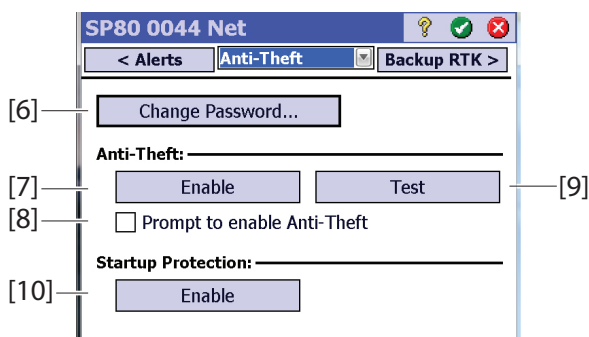 SP80 0044 Net ?
< Alerts Anti-Theft Backup RTK >
[6] Change Password...
Anti-Theft:
[7] Enable Test [9]
[8] Prompt to enable Anti-Theft
Startup Protection:
[10] Enable